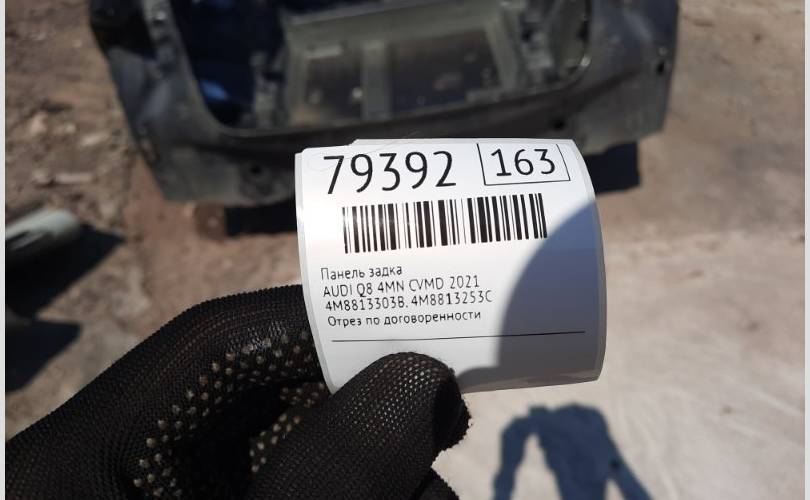 79392 163
Панель задка
AUDI Q8 4MN CVMD 2021
4M8813303B, 4M8813253C
Отрез по договоренности